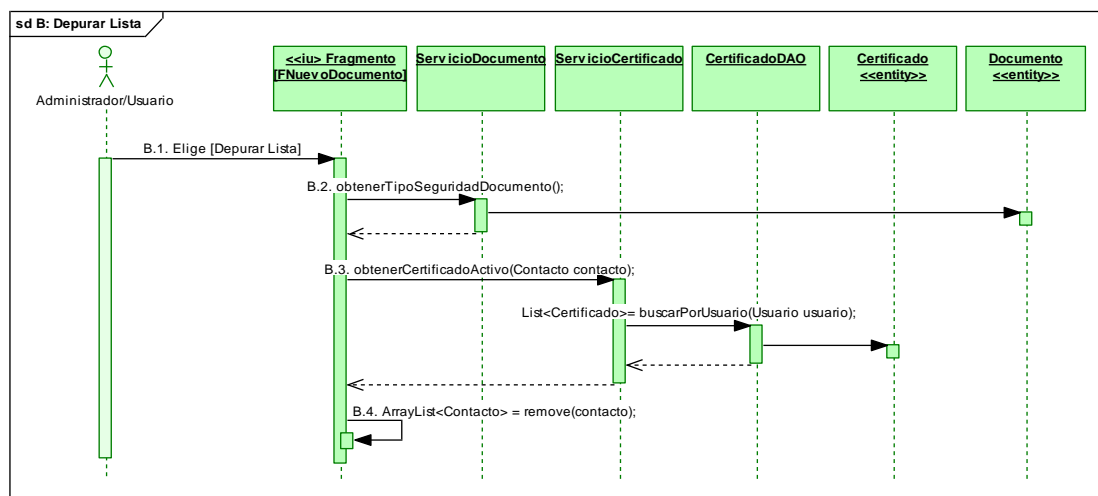 sd B: Depurar Lista
Administrador/Usuario
<<iu> Fragmento
[FNuevoDocumento]
ServicioDocumento
ServicioCertificado
CertificadoDAO
Certificado
<<entity>>
Documento
<<entity>>
B.1. Elige [Depurar Lista]
B.2. obtenerTipoSeguridadDocumento();
B.3. obtenerCertificadoActivo(Contacto contacto);
List<Certificado>= buscarPorUsuario(Usuario usuario);
B.4. ArrayList<Contacto> = remove(contacto);